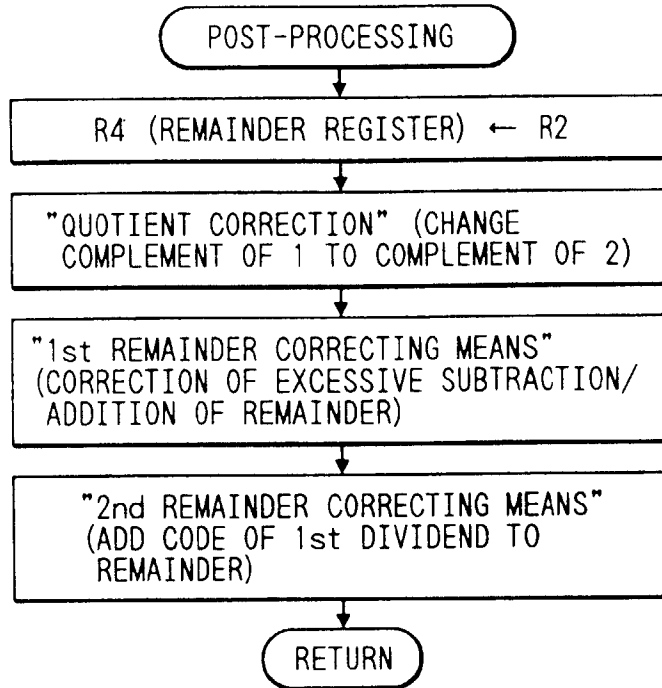 POST-PROCESSING
R4 (REMAINDER REGISTER) ← R2
"QUOTIENT CORRECTION" (CHANGE
COMPLEMENT OF 1 TO COMPLEMENT OF 2)
"1st REMAINDER CORRECTING MEANS"
(CORRECTION OF EXCESSIVE SUBTRACTION/
ADDITION OF REMAINDER)
"2nd REMAINDER CORRECTING MEANS"
(ADD CODE OF 1st DIVIDEND TO
REMAINDER)
RETURN